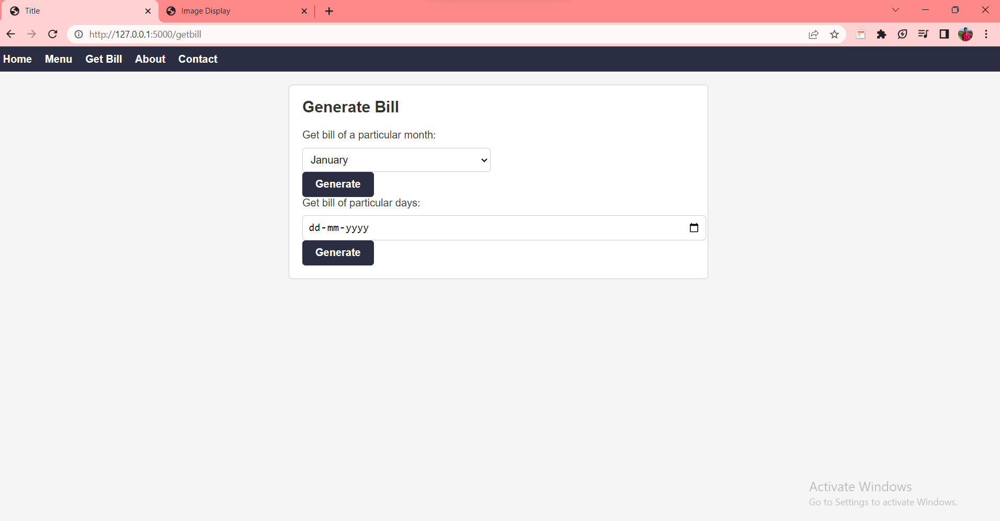 Title
Image Display
http://127.0.0.1:5000/getbill
Home Menu Get Bill About Contact
Generate Bill
Get bill of a particular month:
January
Generate
Get bill of particular days:
dd-mm-yyyy
Generate
Activate Windows
Go to Settings to activate Windows.